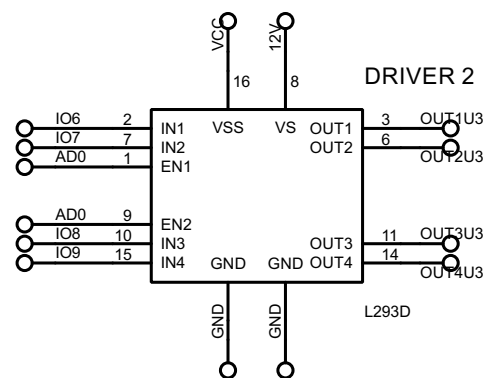 VCC 12V
16 8
DRIVER 2
IO6 2 IN1 VSS VS OUT1 3 OUT1U3
IO7 7 IN2 OUT2 6 OUT2U3
AD0 1 EN1
AD0 9 EN2
IO8 10 IN3 OUT3 11 OUT3U3
IO9 15 IN4 GND GND OUT4 14 OUT4U3
GND GND
L293D